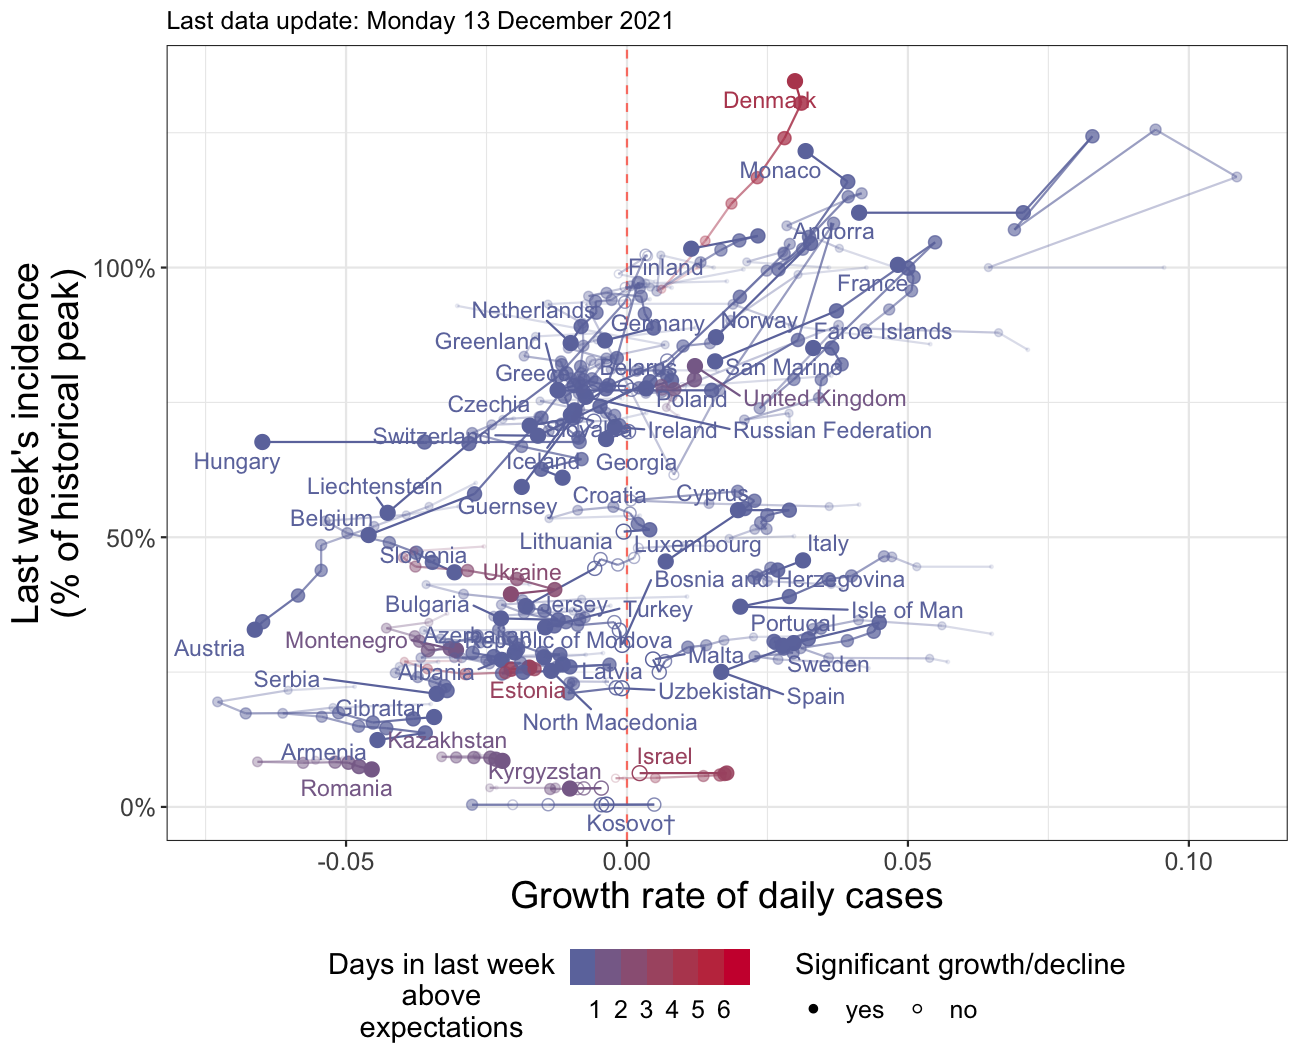 Last data update: Monday 13 December 2021
Last week's incidence
(% of historical peak)
100%
50%
0%
Denmark
Monaco
Andorra
Finland
France
Netherlands
Germany
Norway
Faroe Islands
Greenland
Greece
Belarus
San Marino
Czechia
Poland
United Kingdom
Switzerland
Slovakia
Ireland
Russian Federation
Hungary
Iceland
Georgia
Liechtenstein
Guernsey
Croatia
Cyprus
Belgium
Lithuania
Luxembourg
Italy
Slovenia
Ukraine
Bosnia and Herzegovina
Bulgaria
Jersey
Turkey
Isle of Man
Austria
Montenegro
Azerbaijan
Republic of Moldova
Portugal
Malta
Sweden
Serbia
Albania
Latvia
Estonia
Uzbekistan
Spain
Gibraltar
North Macedonia
Armenia
Kazakhstan
Israel
Romania
Kyrgyzstan
Kosovo†
-0.05
0.00
0.05
0.10
Growth rate of daily cases
Days in last week
above
expectations
1 2 3 4 5 6
Significant growth/decline
yes
no